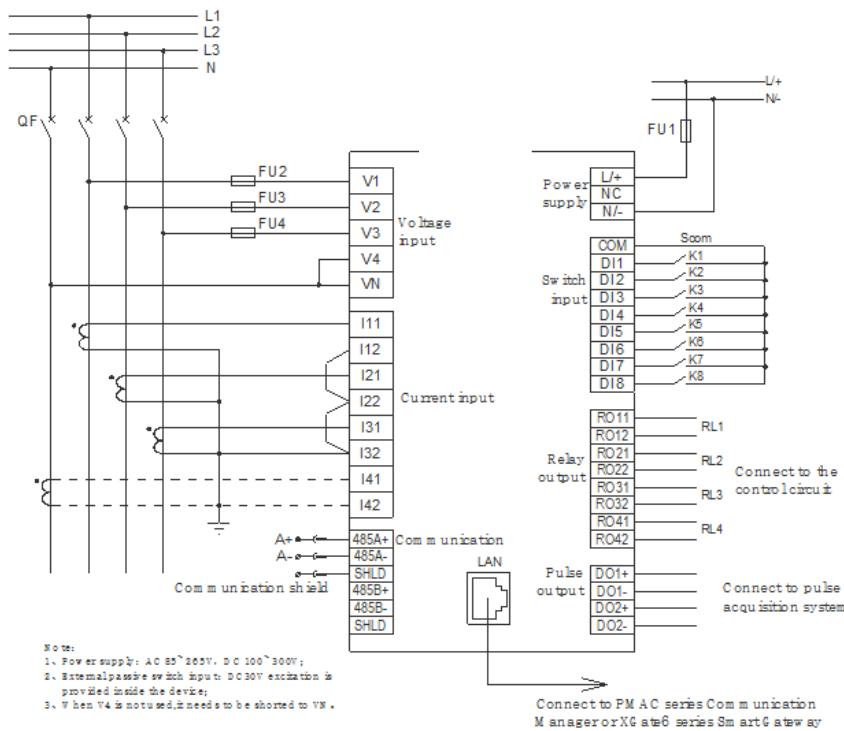 L1
L2
L3
N
QF
L/+
N/-
FU1
FU2
FU3
FU4
V1
V2
V3
V4
VN
Voltage
input
I11
I12
I21
I22
I31
I32
I41
I42
Current input
A+
A-
Communication shield
485A+
485A-
SHLD
485B+
485B-
SHLD
Communication
LAN
Power
supply
L/+
NC
N/-
Switch
input
COM
DI1
DI2
DI3
DI4
DI5
DI6
DI7
DI8
Scom
K1
K2
K3
K4
K5
K6
K7
K8
Relay
output
RO11
RO12
RO21
RO22
RO31
RO32
RO41
RO42
RL1
RL2
RL3
RL4
Connect to the
control circuit
Pulse
output
DO1+
DO1-
DO2+
DO2-
Connect to pulse
acquisition system
Note:
1、Power supply: AC 85~265V, DC 100~300V;
2、External passive switch input: DC30V excitation is
provided inside the device;
3、When V4 is not used,it needs to be shorted to VN.
Connect to PMAC series Communication
Manager or XGate6 series Smart Gateway